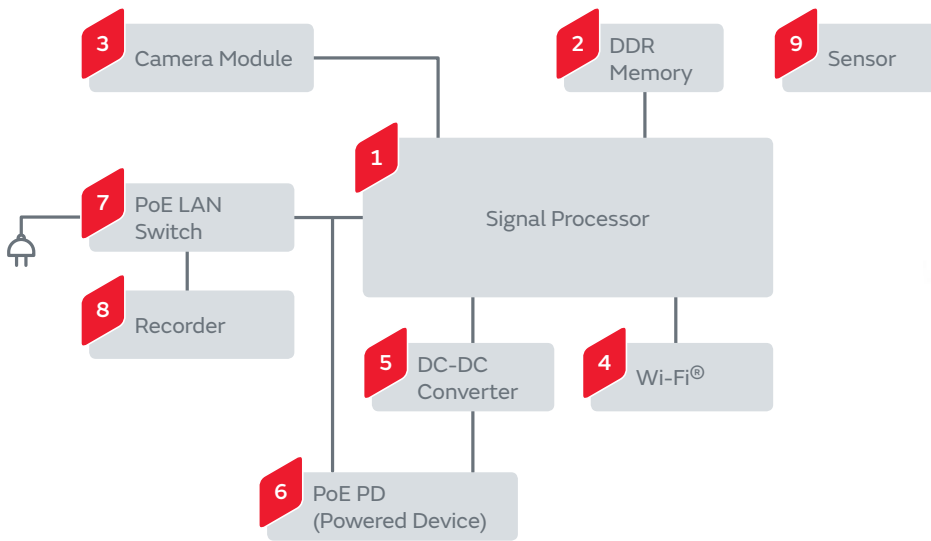 3
Camera Module
2
DDR
Memory
9
Sensor
1
Signal Processor
7
PoE LAN
Switch
8
Recorder
5
DC-DC
Converter
4
Wi-Fi®
6
PoE PD
(Powered Device)